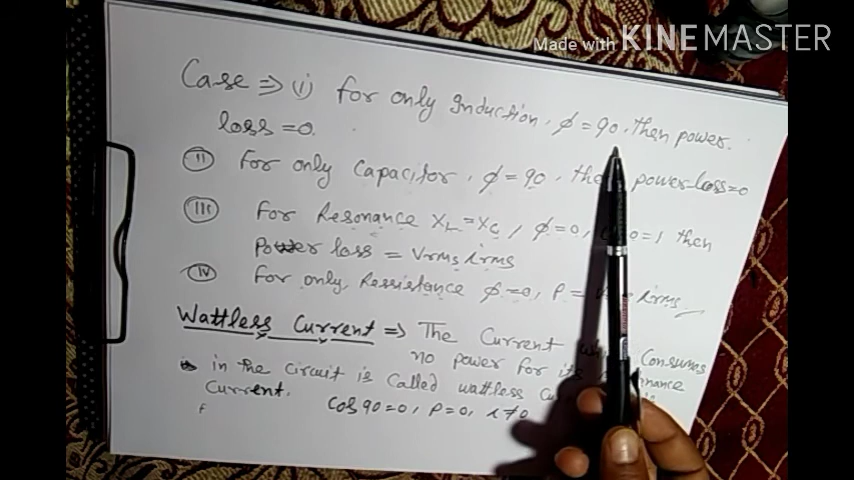 Made with KINEMASTER
Case ⇒ (i) for only Induction, φ = 90, then power.
loss = 0.
(ii) For only Capacitor, φ = 90, power loss = 0
(iii) For Resonance XL = XC, φ = 0, 0 = 1 then
Power loss = Vrms irms
(iv) For only Ressistance φ = 0, P = irms
Wattless Current ⇒ The Current Consumes
no power for its
in the circuit is Called wattless
Current.
Cos 90 = 0, P = 0, i ≠ 0